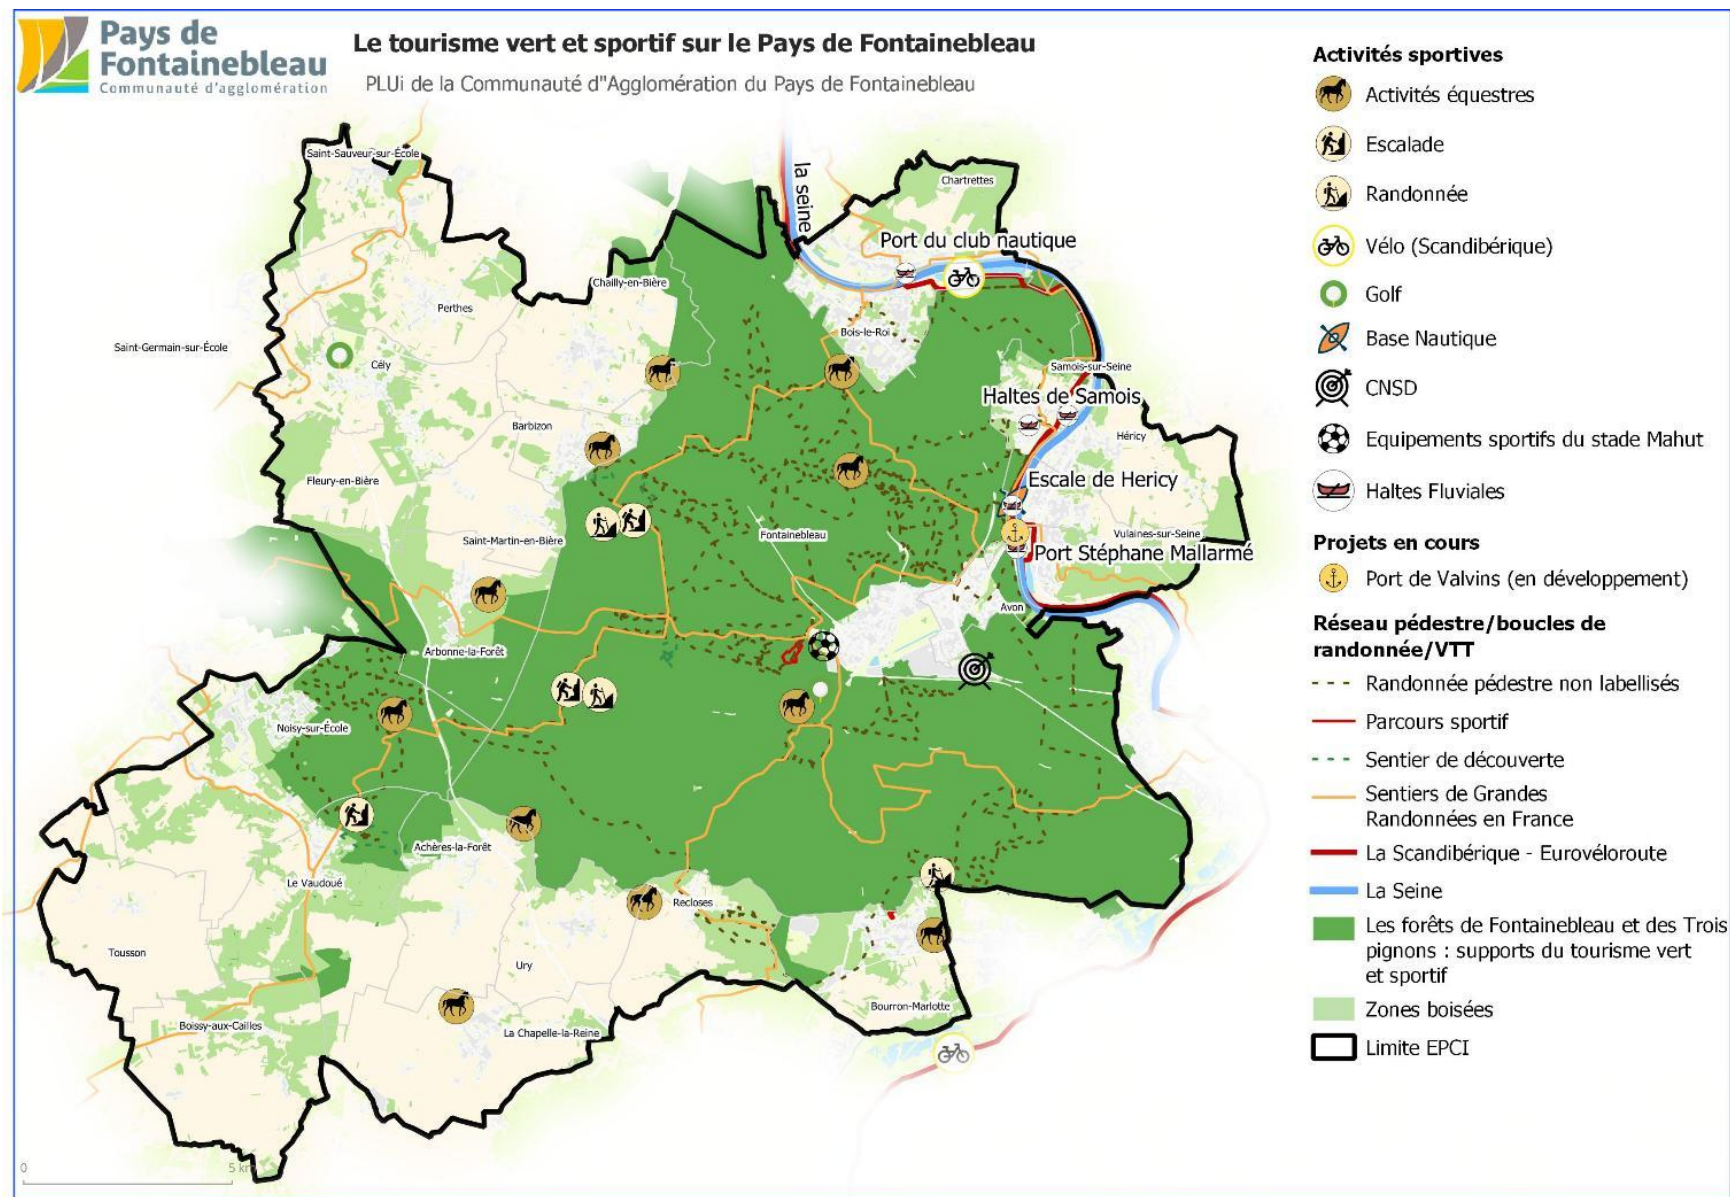 Pays de
Fontainebleau
Communauté d'agglomération
Le tourisme vert et sportif sur le Pays de Fontainebleau
PLUi de la Communauté d"Agglomération du Pays de Fontainebleau
Saint-Sauveur-sur-École
la seine
Chartrettes
Port du club nautique
Chailly-en-Bière
Perthes
Bois-le-Roi
Saint-Germain-sur-École
Cély
Samois-sur-Seine
Haltes de Samois
Barbizon
Héricy
Fleury-en-Bière
Escale de Hericy
Saint-Martin-en-Bière
Fontainebleau
Vulaines-sur-Seine
Port Stéphane Mallarmé
Avon
Arbonne-la-Forêt
Noisy-sur-École
Achères-la-Forêt
Le Vaudoué
Recloses
Tousson
Ury
Bourron-Marlotte
Boissy-aux-Cailles
La Chapelle-la-Reine
0
5 km
Activités sportives
Activités équestres
Escalade
Randonnée
Vélo (Scandibérique)
Golf
Base Nautique
CNSD
Equipements sportifs du stade Mahut
Haltes Fluviales
Projets en cours
Port de Valvins (en développement)
Réseau pédestre/boucles de
randonnée/VTT
Randonnée pédestre non labellisés
Parcours sportif
Sentier de découverte
Sentiers de Grandes
Randonnées en France
La Scandibérique - Eurovéloroute
La Seine
Les forêts de Fontainebleau et des Trois
pignons : supports du tourisme vert
et sportif
Zones boisées
Limite EPCI